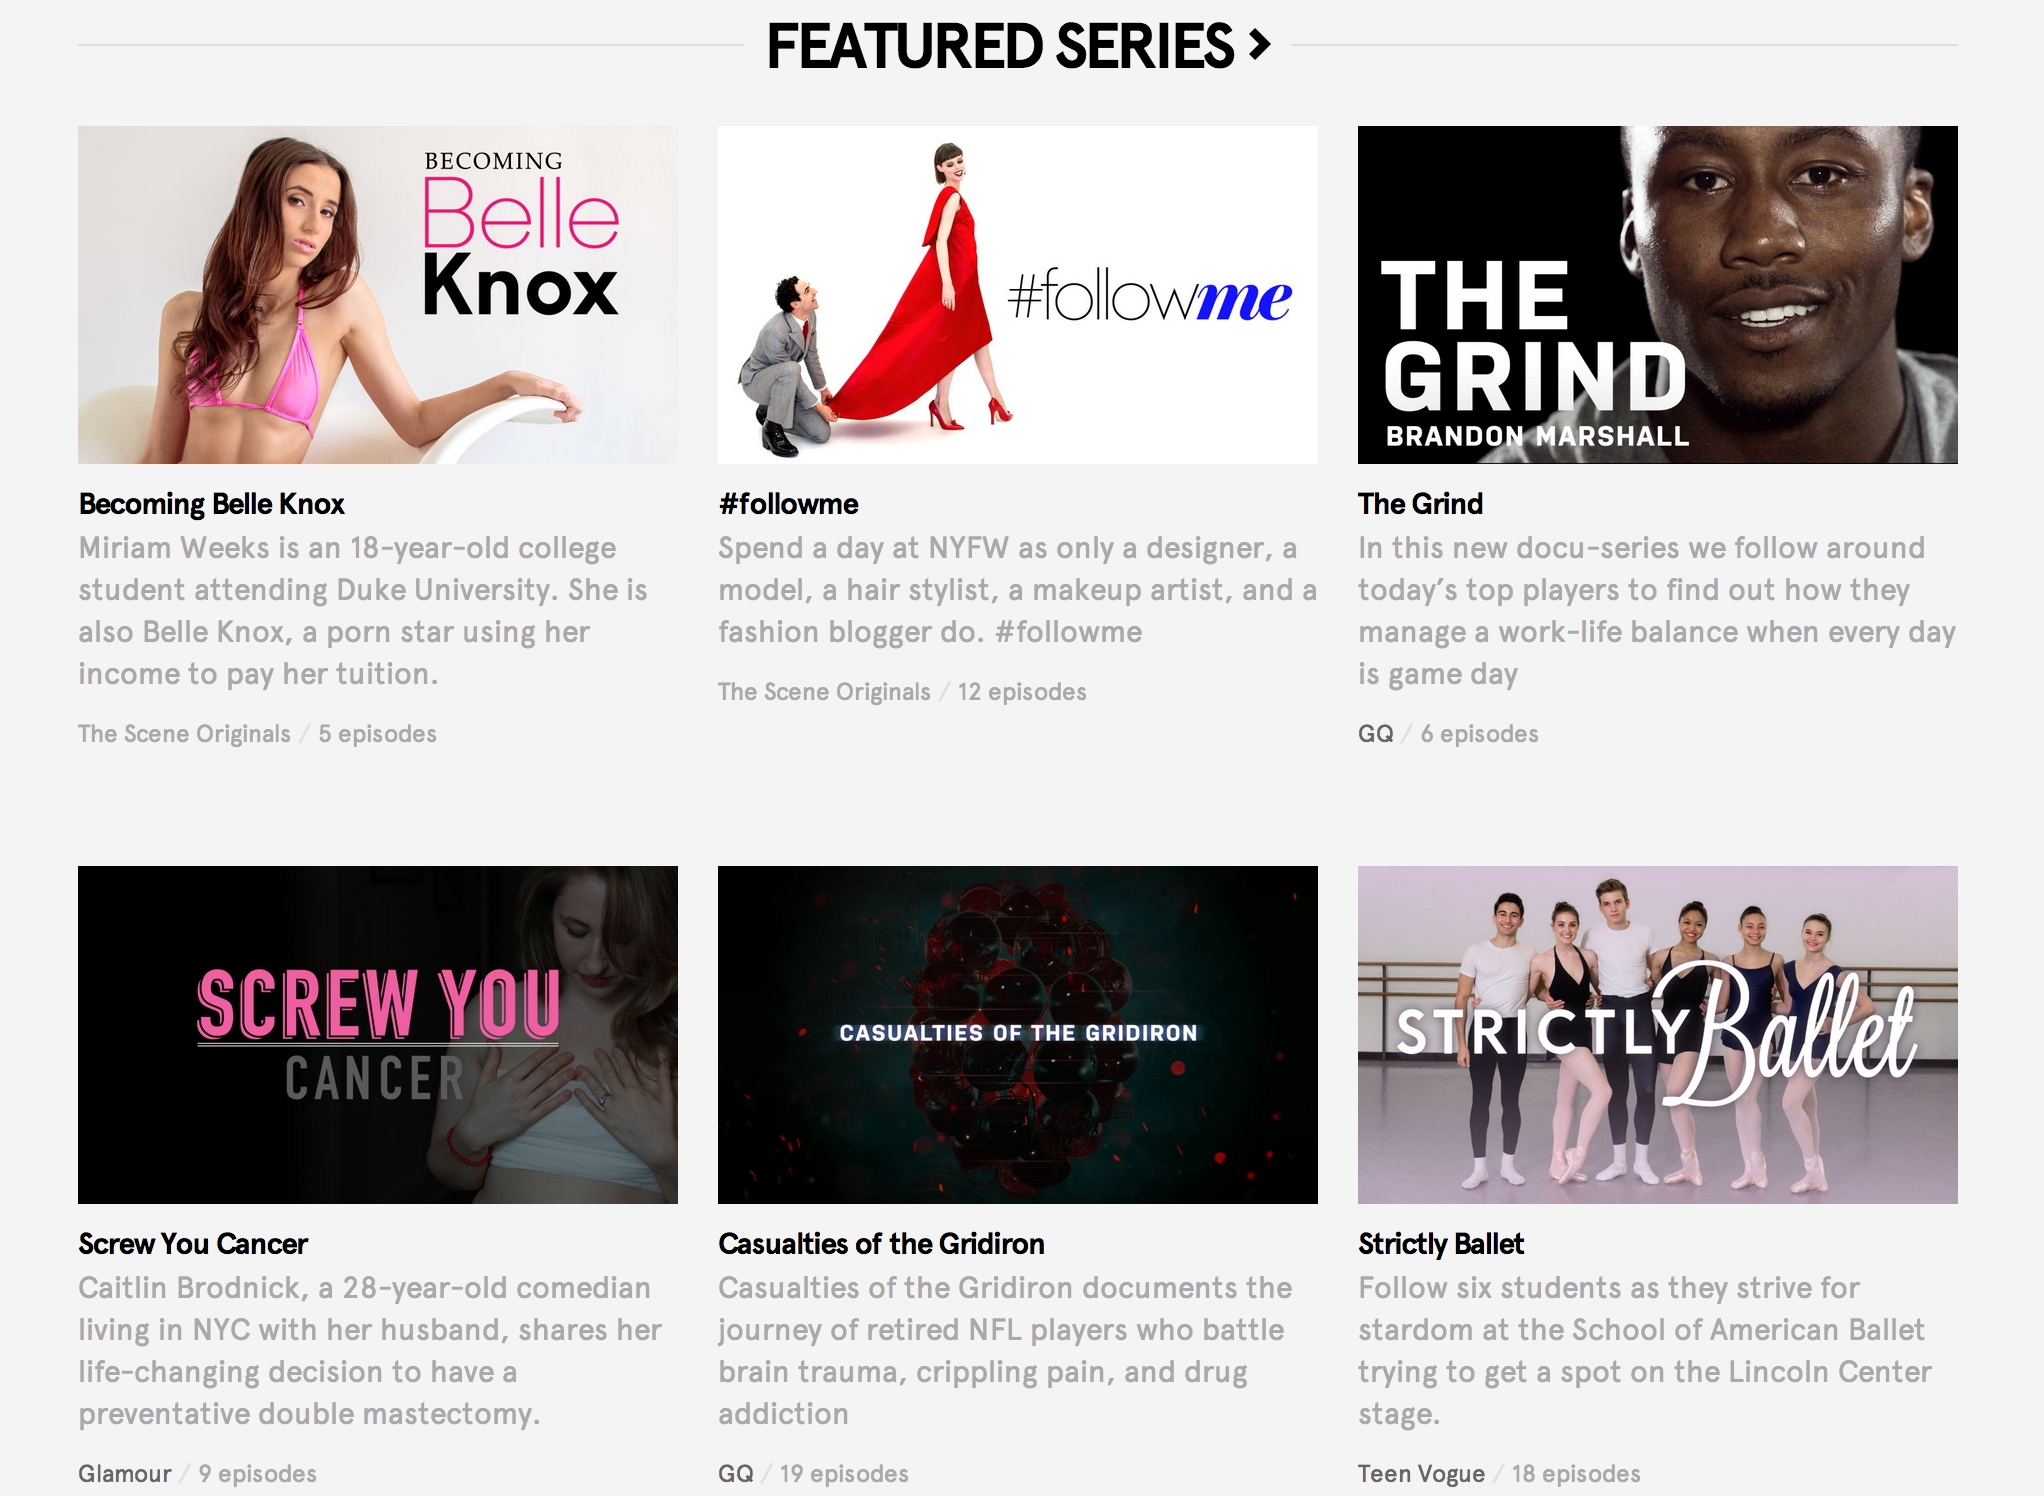 FEATURED SERIES >
BECOMING
Belle
Knox
#followme
THE
GRIND
BRANDON MARSHALL
Becoming Belle Knox
Miriam Weeks is an 18-year-old college
student attending Duke University. She is
also Belle Knox, a porn star using her
income to pay her tuition.
The Scene Originals / 5 episodes
#followme
Spend a day at NYFW as only a designer, a
model, a hair stylist, a makeup artist, and a
fashion blogger do. #followme
The Scene Originals / 12 episodes
The Grind
In this new docu-series we follow around
today’s top players to find out how they
manage a work-life balance when every day
is game day
GQ / 6 episodes
SCREW YOU
CANCER
CASUALTIES OF THE GRIDIRON
STRICTLY Ballet
Screw You Cancer
Caitlin Brodnick, a 28-year-old comedian
living in NYC with her husband, shares her
life-changing decision to have a
preventative double mastectomy.
Glamour / 9 episodes
Casualties of the Gridiron
Casualties of the Gridiron documents the
journey of retired NFL players who battle
brain trauma, crippling pain, and drug
addiction
GQ / 19 episodes
Strictly Ballet
Follow six students as they strive for
stardom at the School of American Ballet
trying to get a spot on the Lincoln Center
stage.
Teen Vogue / 18 episodes